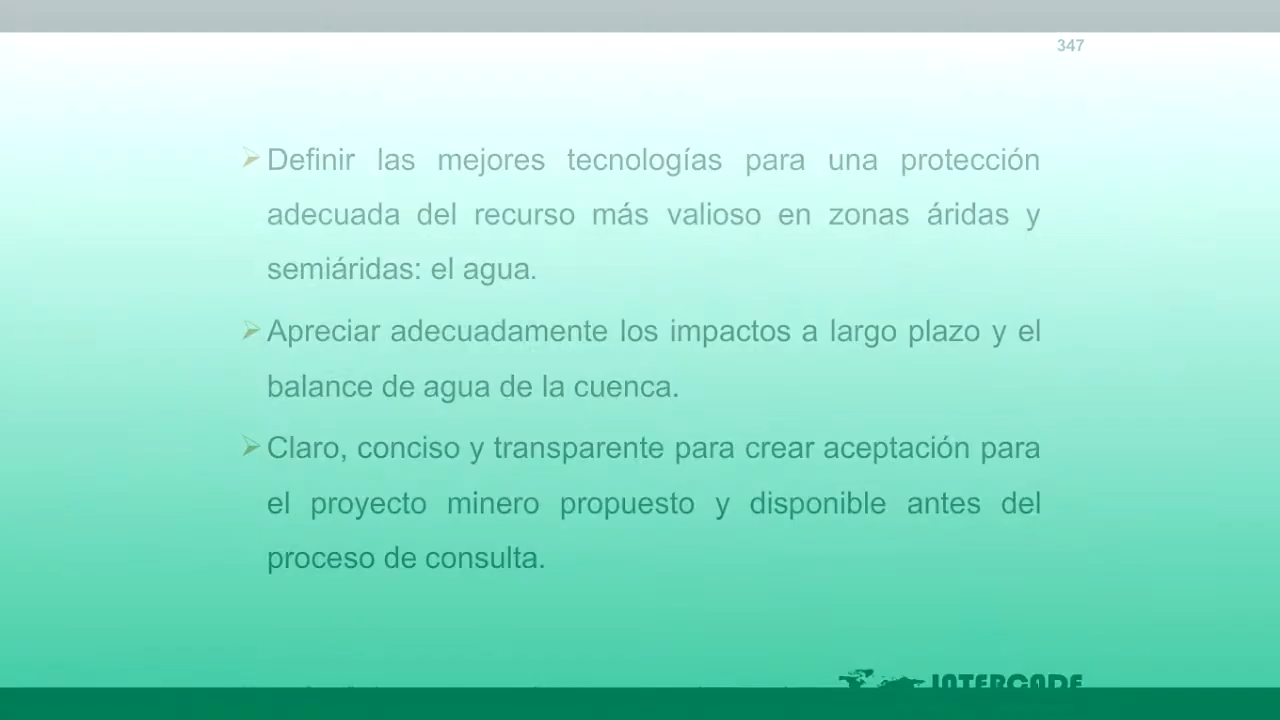 347
Definir las mejores tecnologías para una protección
adecuada del recurso más valioso en zonas áridas y
semiáridas: el agua.
Apreciar adecuadamente los impactos a largo plazo y el
balance de agua de la cuenca.
Claro, conciso y transparente para crear aceptación para
el proyecto minero propuesto y disponible antes del
proceso de consulta.
INTERCADE